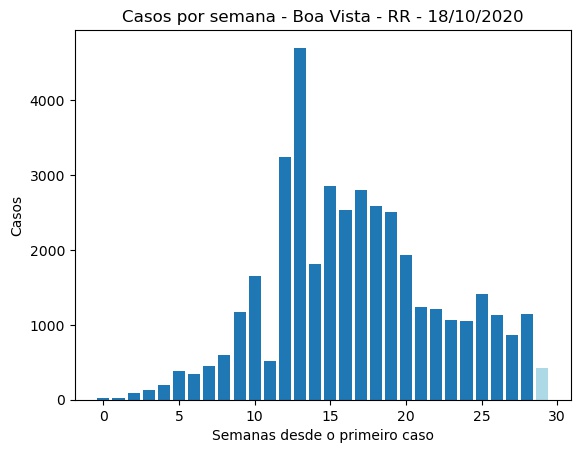 Casos por semana - Boa Vista - RR - 18/10/2020
Casos
4000
3000
2000
1000
0
0 5 10 15 20 25 30
Semanas desde o primeiro caso